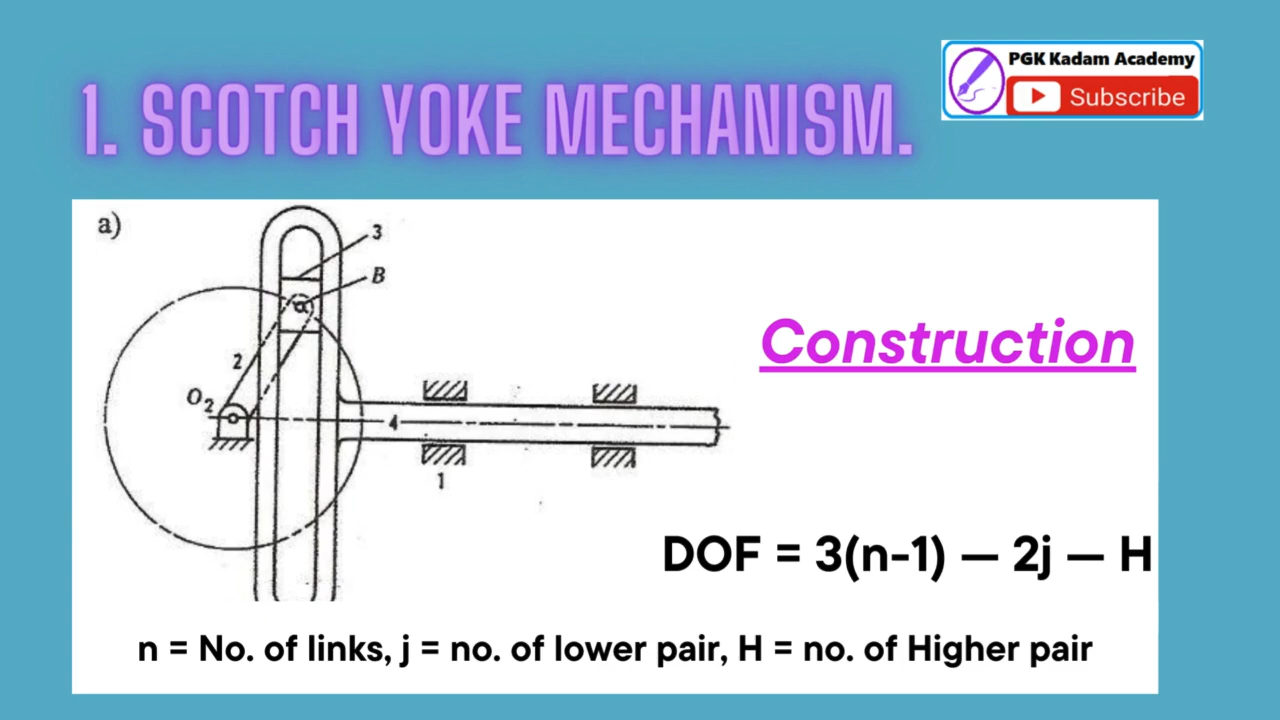 1. SCOTCH YOKE MECHANISM.
PGK Kadam Academy
Subscribe
a)
3
B
2
O2
4
1
Construction
DOF = 3(n-1) — 2j — H
n = No. of links, j = no. of lower pair, H = no. of Higher pair